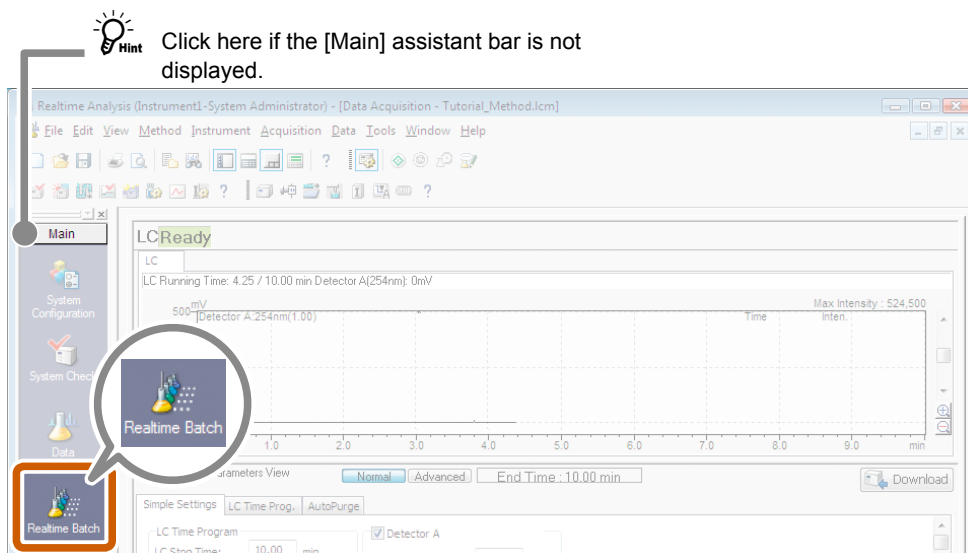 Hint
Click here if the [Main] assistant bar is not
displayed.
Realtime Analysis (Instrument1-System Administrator) - [Data Acquisition - Tutorial_Method.lcm]
File Edit View Method Instrument Acquisition Data Tools Window Help
Main
LC Ready
LC
LC Running Time: 4.25 / 10.00 min Detector A(254nm): 0mV
mV
500
Max Intensity : 524,500
Detector A:254nm(1.00)
Time Inten.
System
Configuration
System Check
Realtime Batch
Data
1.0 2.0 3.0 4.0 5.0 6.0 7.0 8.0 9.0 min
Parameters View Normal Advanced End Time : 10.00 min Download
Simple Settings LC Time Prog. AutoPurge
Realtime Batch
LC Time Program Detector A
LC Stop Time: 10.00 min